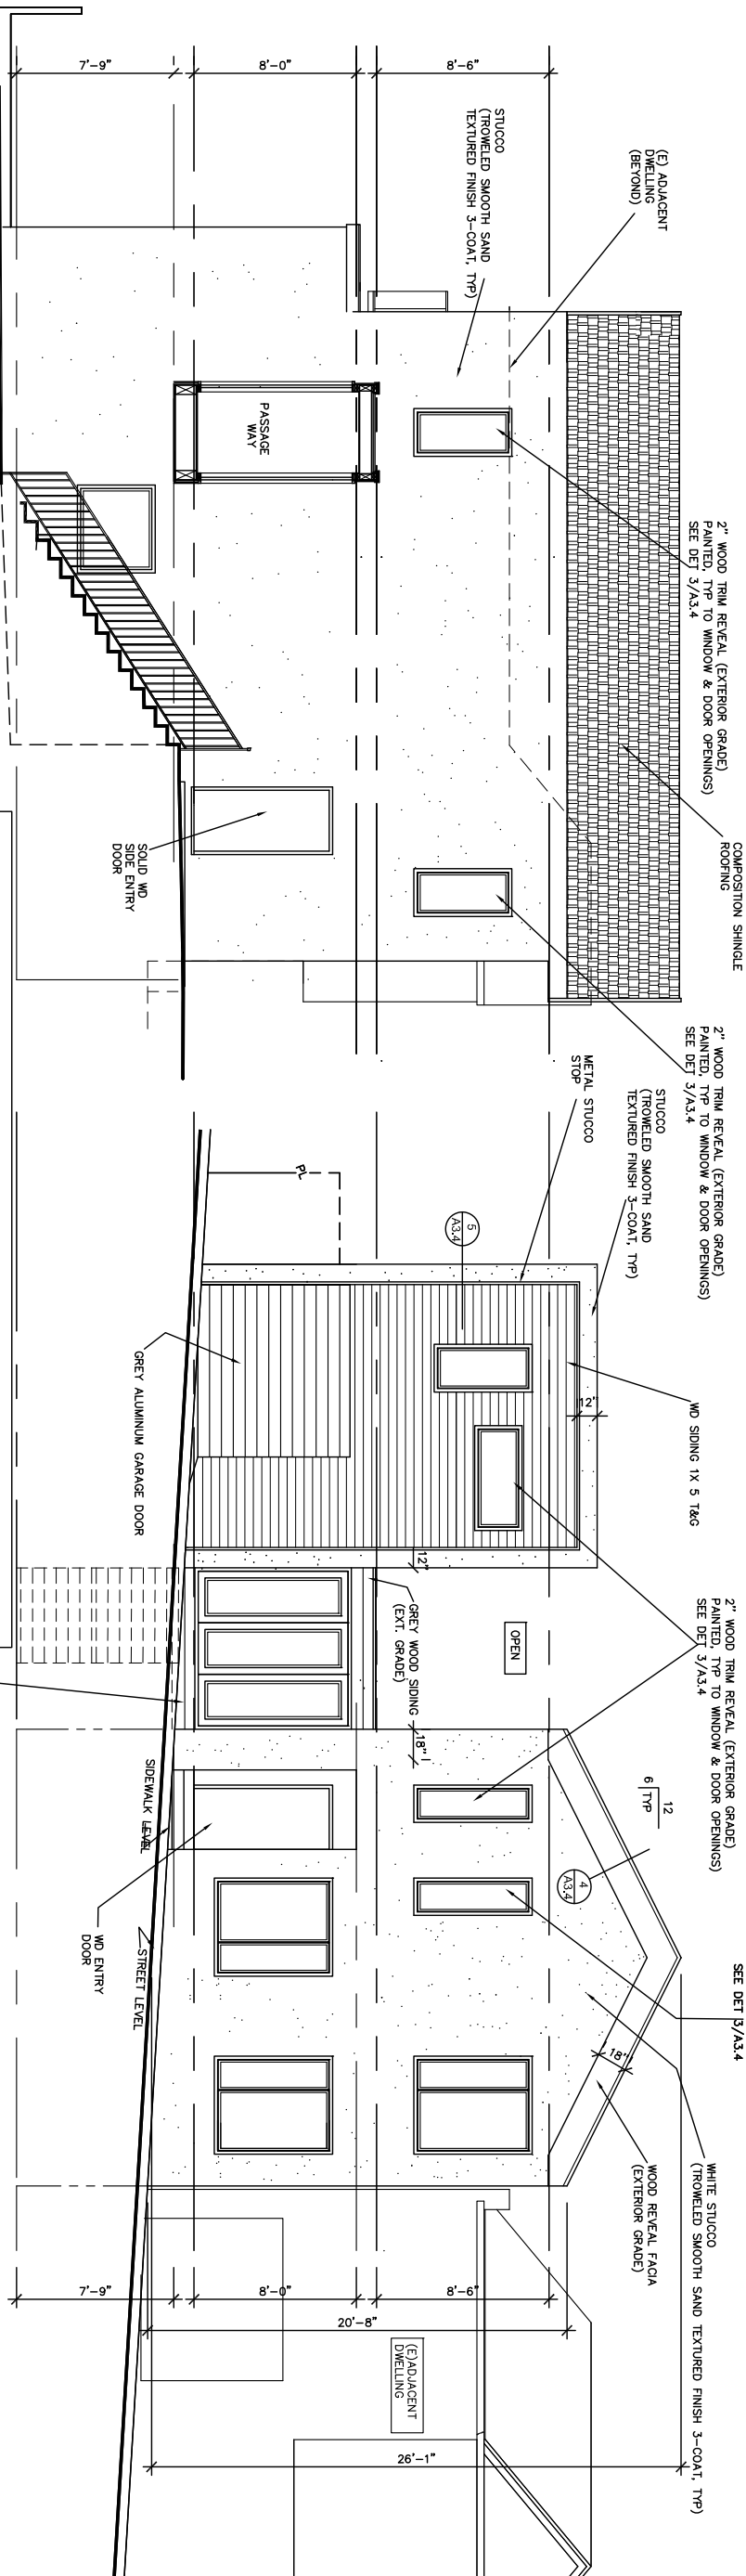 7'-9"
8'-0"
8'-6"
(E) ADJACENT
DWELLING
(BEYOND)
STUCCO
(TROWELED SMOOTH SAND
TEXTURED FINISH 3-COAT, TYP)
PASSAGE
WAY
2" WOOD TRIM REVEAL (EXTERIOR GRADE)
PAINTED, TYP TO WINDOW & DOOR OPENINGS)
SEE DET 3/A3.4
COMPOSITION SHINGLE
ROOFING
SOLID WD
SIDE ENTRY
DOOR
2" WOOD TRIM REVEAL (EXTERIOR GRADE)
PAINTED, TYP TO WINDOW & DOOR OPENINGS)
SEE DET 3/A3.4
STUCCO
(TROWELED SMOOTH SAND
TEXTURED FINISH 3-COAT, TYP)
METAL STUCCO
STOP
PL
5
A3.4
12"
WD SIDING 1X 5 T&G
GREY ALUMINUM GARAGE DOOR
12"
GREY WOOD SIDING
(EXT. GRADE)
OPEN
2" WOOD TRIM REVEAL (EXTERIOR GRADE)
PAINTED, TYP TO WINDOW & DOOR OPENINGS)
SEE DET 3/A3.4
18"
12
6 TYP
4
A3.4
SIDEWALK LEVEL
STREET LEVEL
WD ENTRY
DOOR
SEE DET 3/A3.4
18"
WHITE STUCCO
(TROWELED SMOOTH SAND TEXTURED FINISH 3-COAT, TYP)
WOOD REVEAL FACIA
(EXTERIOR GRADE)
7'-9"
8'-0"
8'-6"
20'-8"
(E)ADJACENT
DWELLING
26'-1"